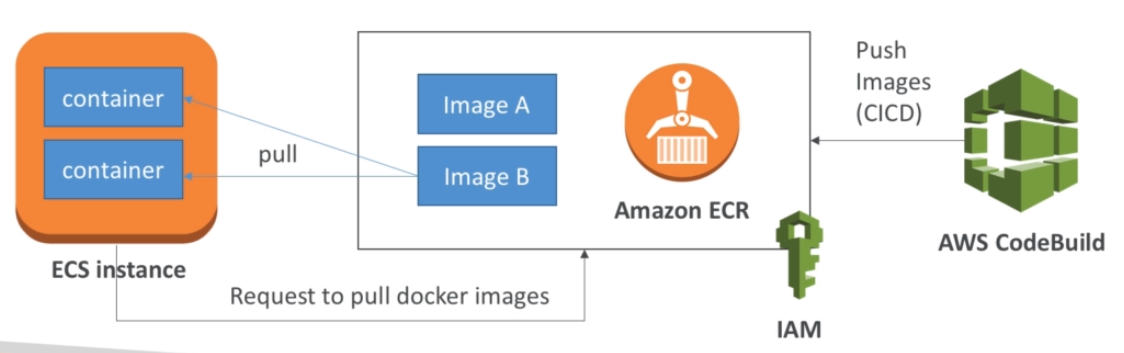 container
container
ECS instance
pull
Image A
Image B
Amazon ECR
Request to pull docker images
IAM
Push
Images
(CICD)
AWS CodeBuild